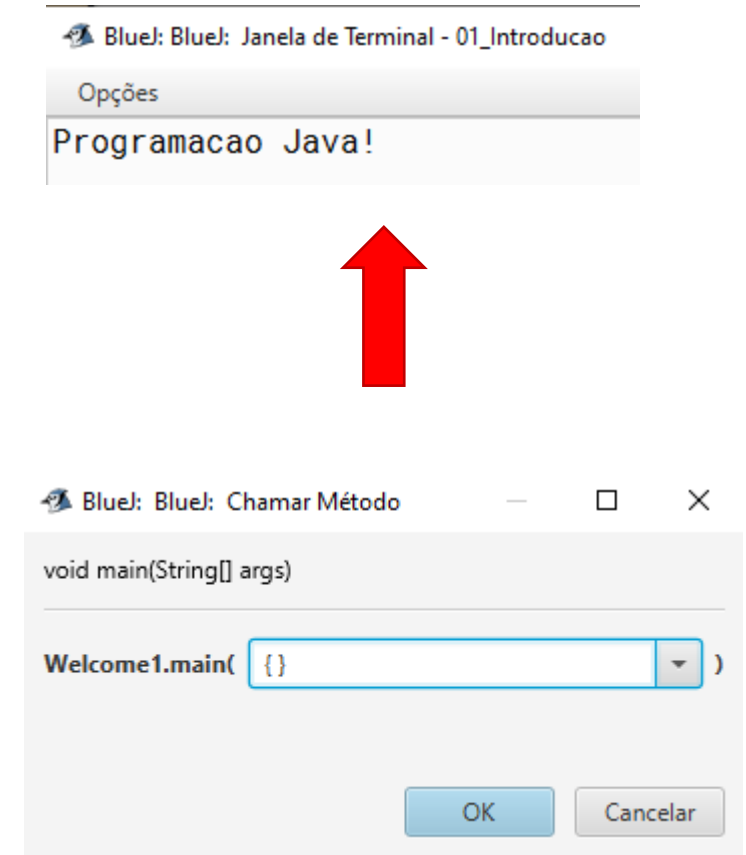 BlueJ: BlueJ: Janela de Terminal - 01_Introducao
Opções
Programacao Java!
BlueJ: BlueJ: Chamar Método
void main(String[] args)
Welcome1.main( {} )
OK Cancelar